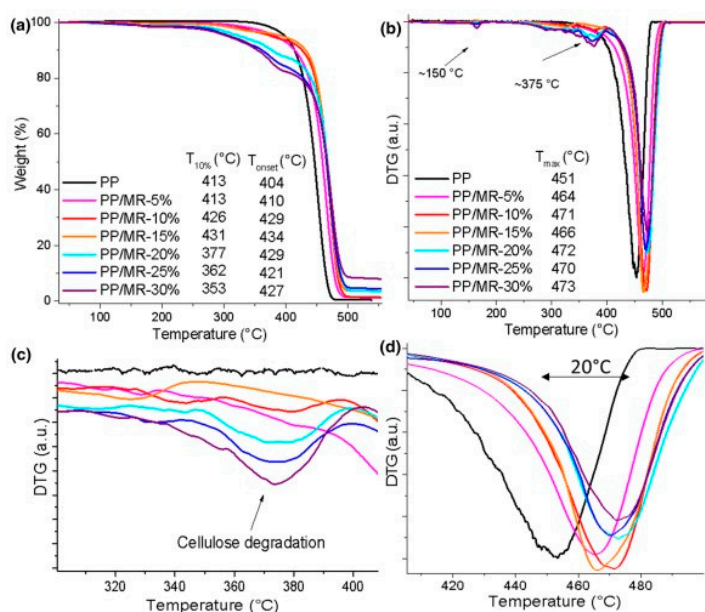 (a)
100
80
60
40
20
0
Weight (%)
T10% (°C) Tonset (°C)
PP 413 404
PP/MR-5% 413 410
PP/MR-10% 426 429
PP/MR-15% 431 434
PP/MR-20% 377 429
PP/MR-25% 362 421
PP/MR-30% 353 427
100 200 300 400 500
Temperature (°C)
(b)
~150 °C
~375 °C
DTG (a.u.)
Tmax (°C)
PP 451
PP/MR-5% 464
PP/MR-10% 471
PP/MR-15% 466
PP/MR-20% 472
PP/MR-25% 470
PP/MR-30% 473
100 200 300 400 500
Temperature (°C)
(c)
DTG (a.u.)
Cellulose degradation
320 340 360 380 400
Temperature (°C)
(d)
20°C
DTG (a.u.)
420 440 460 480
Temperature (°C)